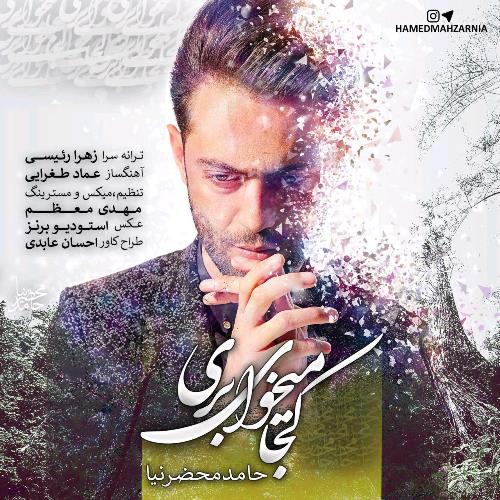 HAMEDMAHZARNIA
ترانه سرا زهرا رئیسی
آهنگساز عماد طغرایی
تنظیم،میکس و مسترینگ
مهدی معظم
عکس استودیو برنز
طراح کاور احسان عابدی
کجا میخوای بری
حامد محضرنیا